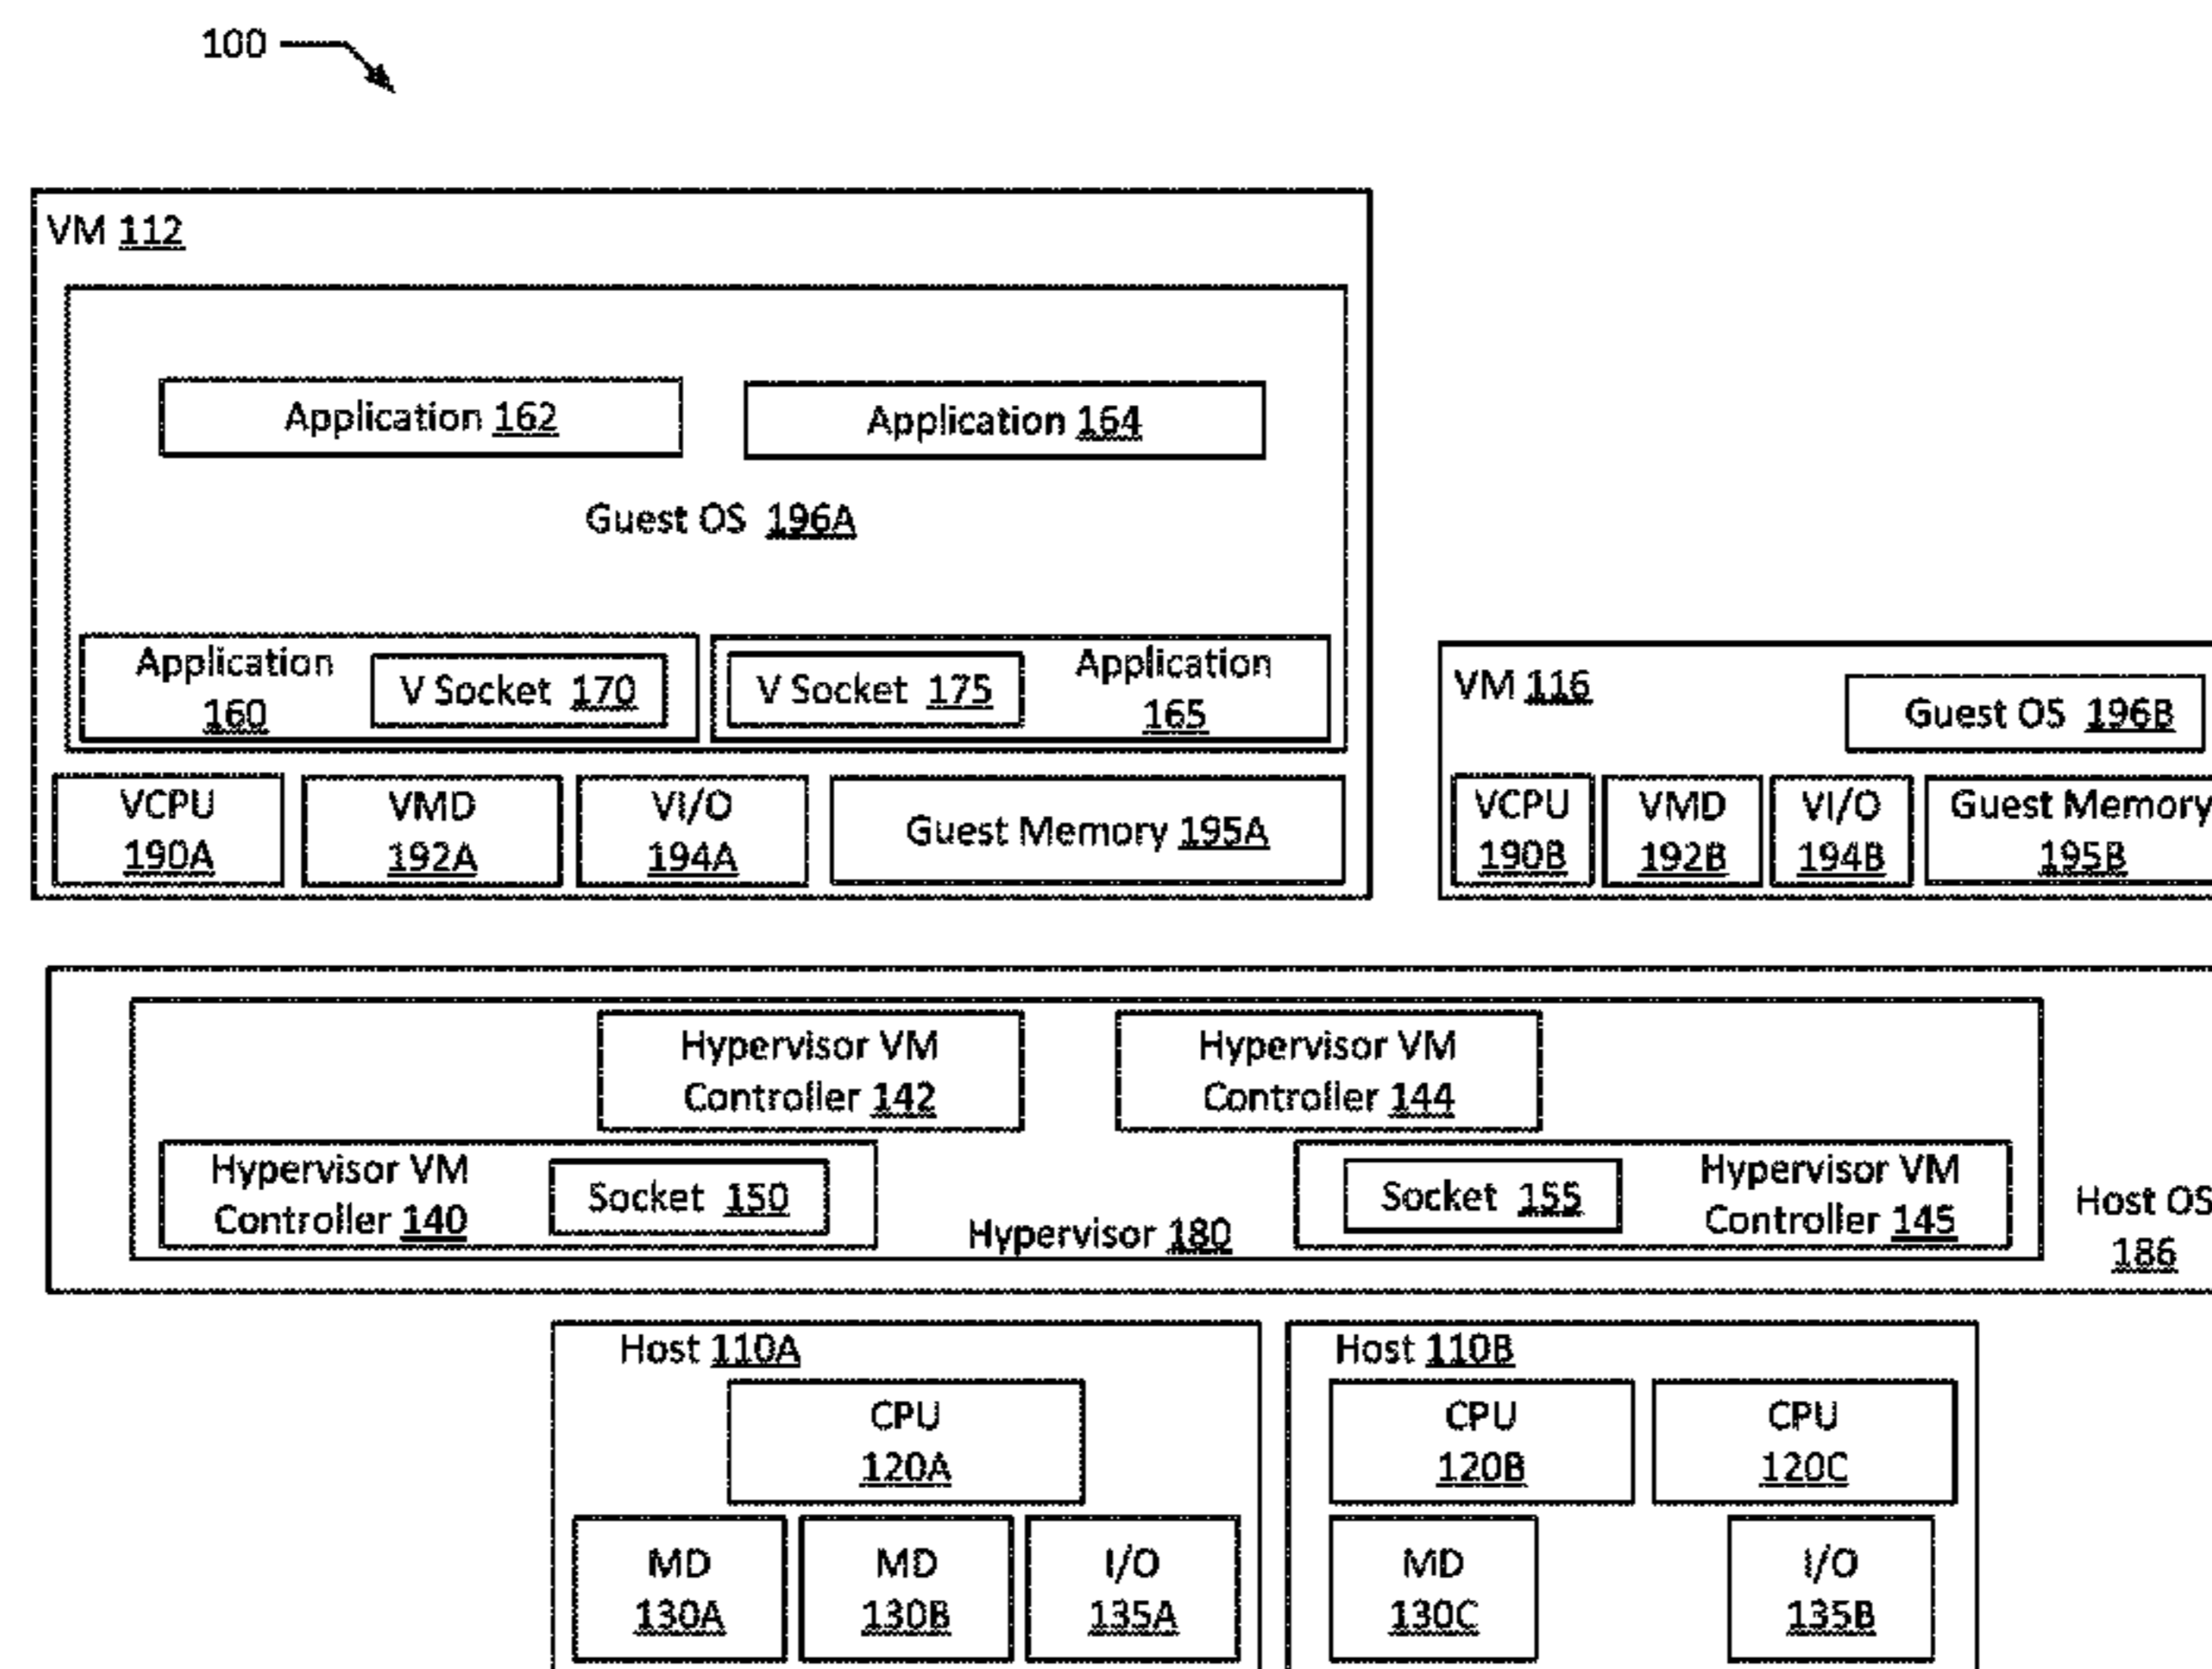 100
VM 112
Application 162
Application 164
Guest OS 196A
Application
160
V Socket 170
V Socket 175
Application
165
VCPU
190A
VMD
192A
VI/O
194A
Guest Memory 195A
VM 116
Guest OS 196B
VCPU
190B
VMD
192B
VI/O
194B
Guest Memory
195B
Hypervisor VM
Controller 142
Hypervisor VM
Controller 144
Hypervisor VM
Controller 140
Socket 150
Hypervisor 180
Socket 155
Hypervisor VM
Controller 145
Host OS
186
Host 110A
CPU
120A
MD
130A
MD
130B
I/O
135A
Host 110B
CPU
120B
CPU
120C
MD
130C
I/O
135B